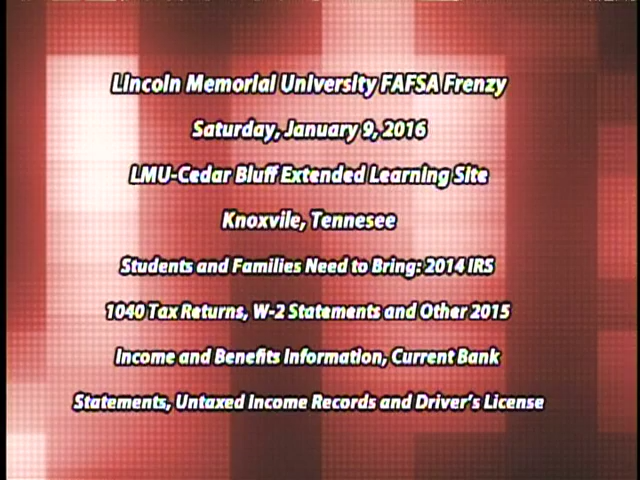 Lincoln Memorial University FAFSA Frenzy
Saturday, January 9, 2016
LMU-Cedar Bluff Extended Learning Site
Knoxvile, Tennesee
Students and Families Need to Bring: 2014 IRS
1040 Tax Returns, W-2 Statements and Other 2015
Income and Benefits Information, Current Bank
Statements, Untaxed Income Records and Driver's License